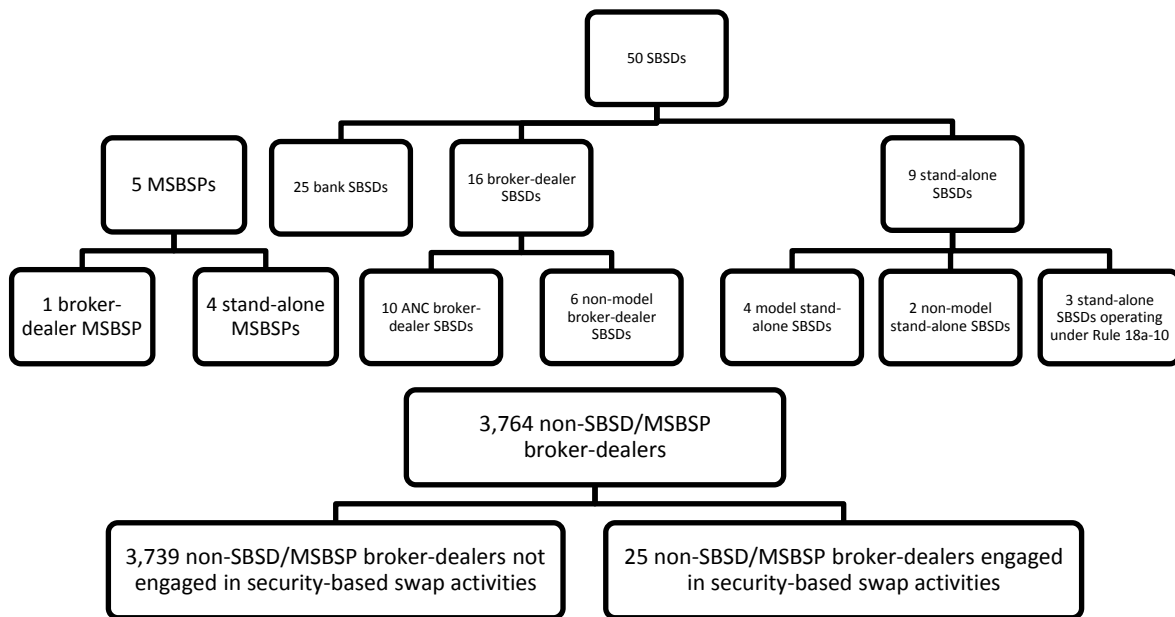 50 SBSDs
5 MSBSPs
25 bank SBSDs
16 broker-dealer
SBSDs
9 stand-alone
SBSDs
1 broker-
dealer MSBSP
4 stand-alone
MSBSPs
10 ANC broker-
dealer SBSDs
6 non-model
broker-dealer
SBSDs
4 model stand-
alone SBSDs
2 non-model
stand-alone SBSDs
3 stand-alone
SBSDs operating
under Rule 18a-10
3,764 non-SBSD/MSBSP
broker-dealers
3,739 non-SBSD/MSBSP broker-dealers not
engaged in security-based swap activities
25 non-SBSD/MSBSP broker-dealers engaged
in security-based swap activities